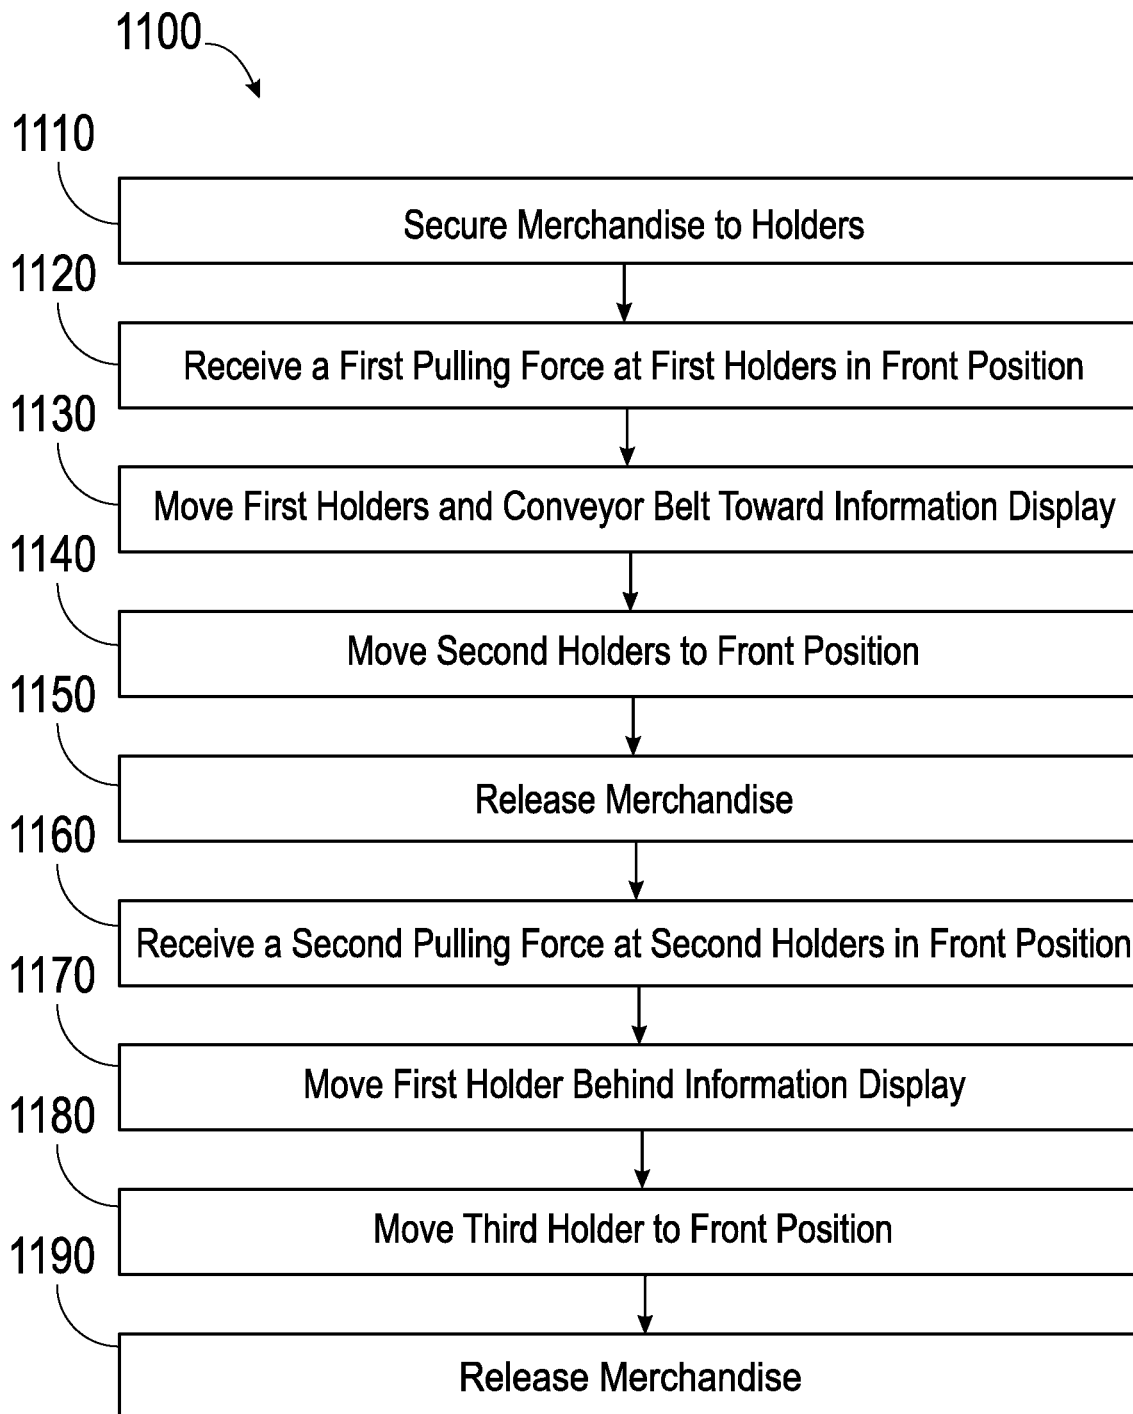 1100
1110
Secure Merchandise to Holders
1120
Receive a First Pulling Force at First Holders in Front Position
1130
Move First Holders and Conveyor Belt Toward Information Display
1140
Move Second Holders to Front Position
1150
Release Merchandise
1160
Receive a Second Pulling Force at Second Holders in Front Position
1170
Move First Holder Behind Information Display
1180
Move Third Holder to Front Position
1190
Release Merchandise